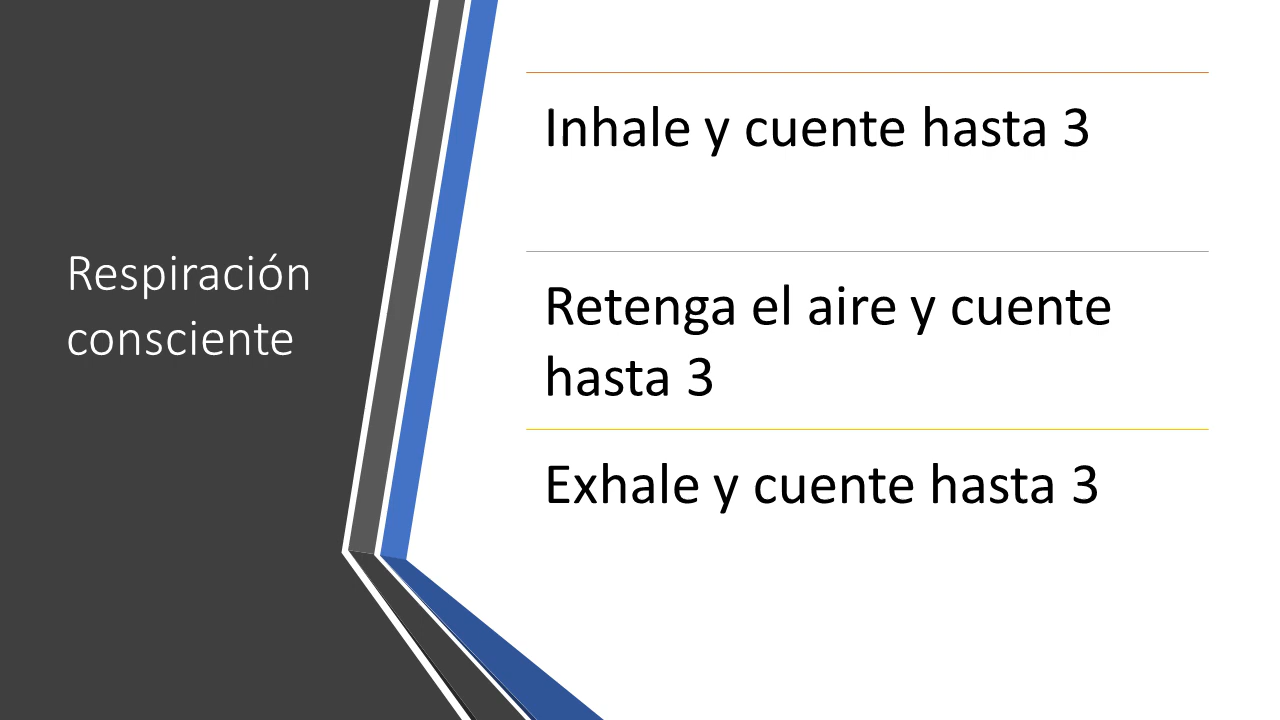 Respiración
consciente
Inhale y cuente hasta 3
Retenga el aire y cuente
hasta 3
Exhale y cuente hasta 3